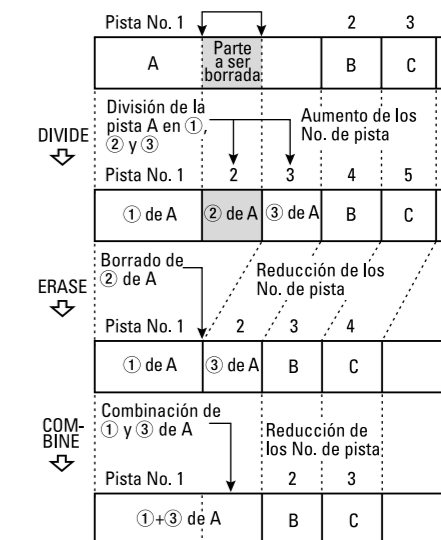 Pista No. 1 2 3
A
Parte
a ser
borrada
B C
División de la
pista A en ①,
② y ③
Aumento de los
No. de pista
DIVIDE
Pista No. 1 2 3 4 5
① de A ② de A ③ de A B C
Borrado de
② de A
Reducción de los
No. de pista
ERASE
Pista No. 1 2 3 4
① de A ③ de A B C
Combinación de
① y ③ de A
COM-
BINE
Reducción de
los No. de pista
Pista No. 1 2 3
①+③ de A B C